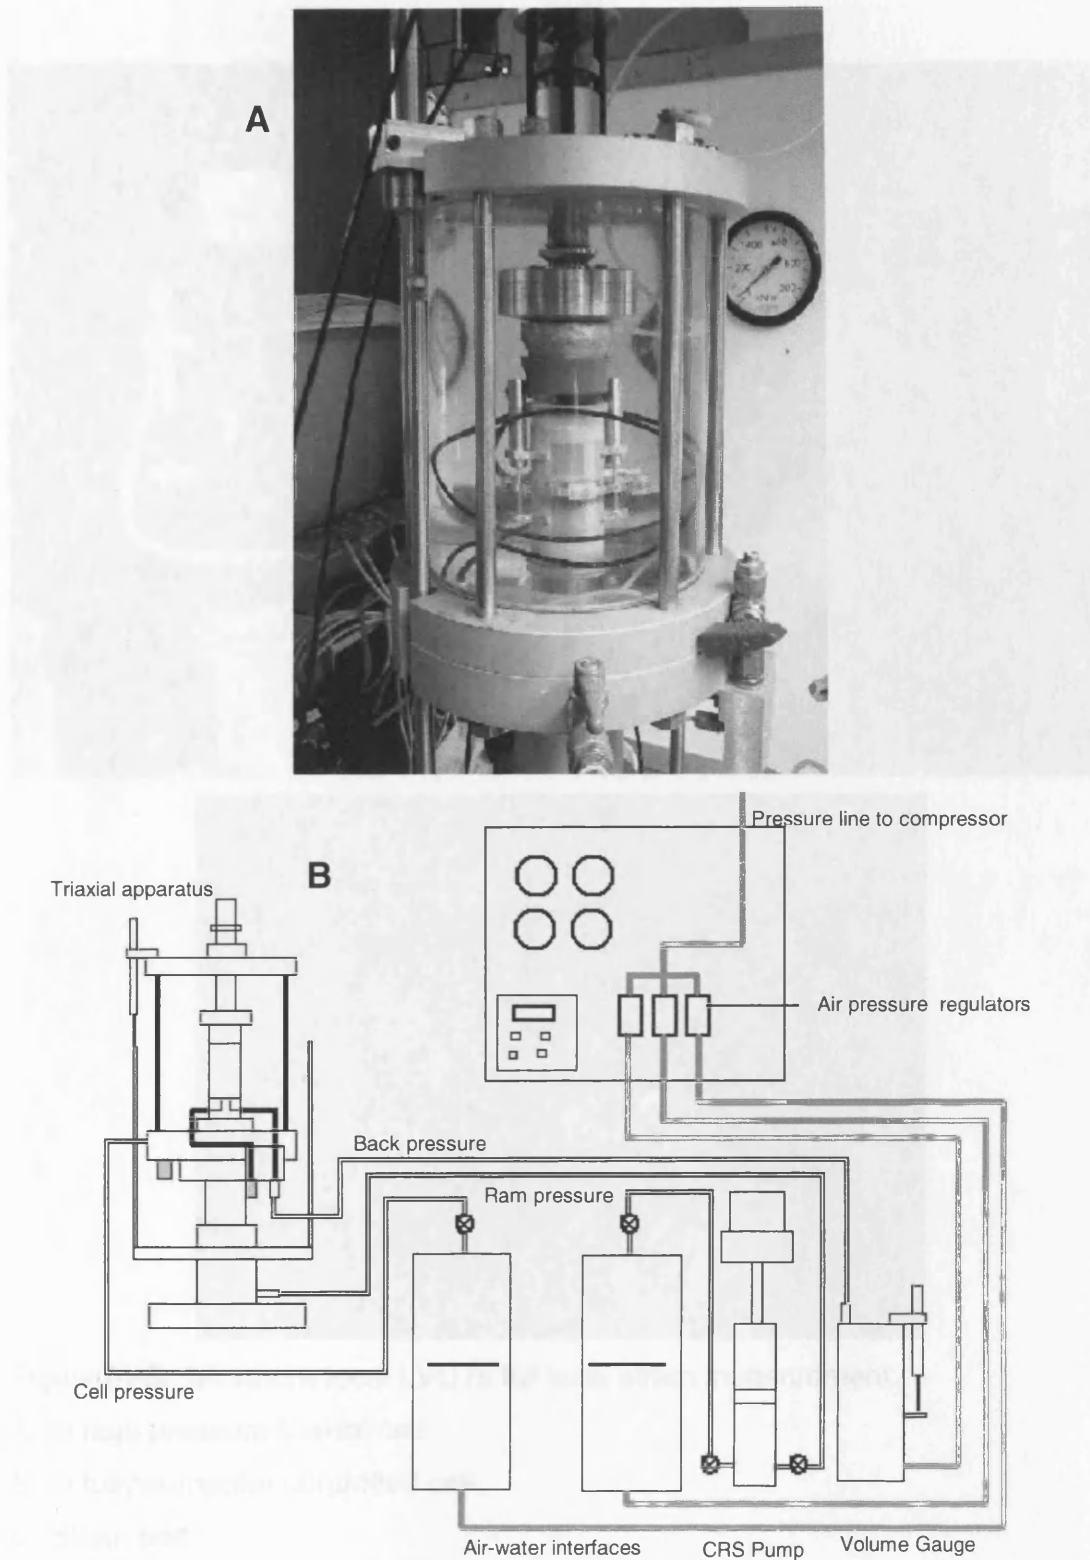 A
Pressure line to compressor
B
Triaxial apparatus
Air pressure regulators
Back pressure
Ram pressure
Cell pressure
Air-water interfaces
CRS Pump
Volume Gauge